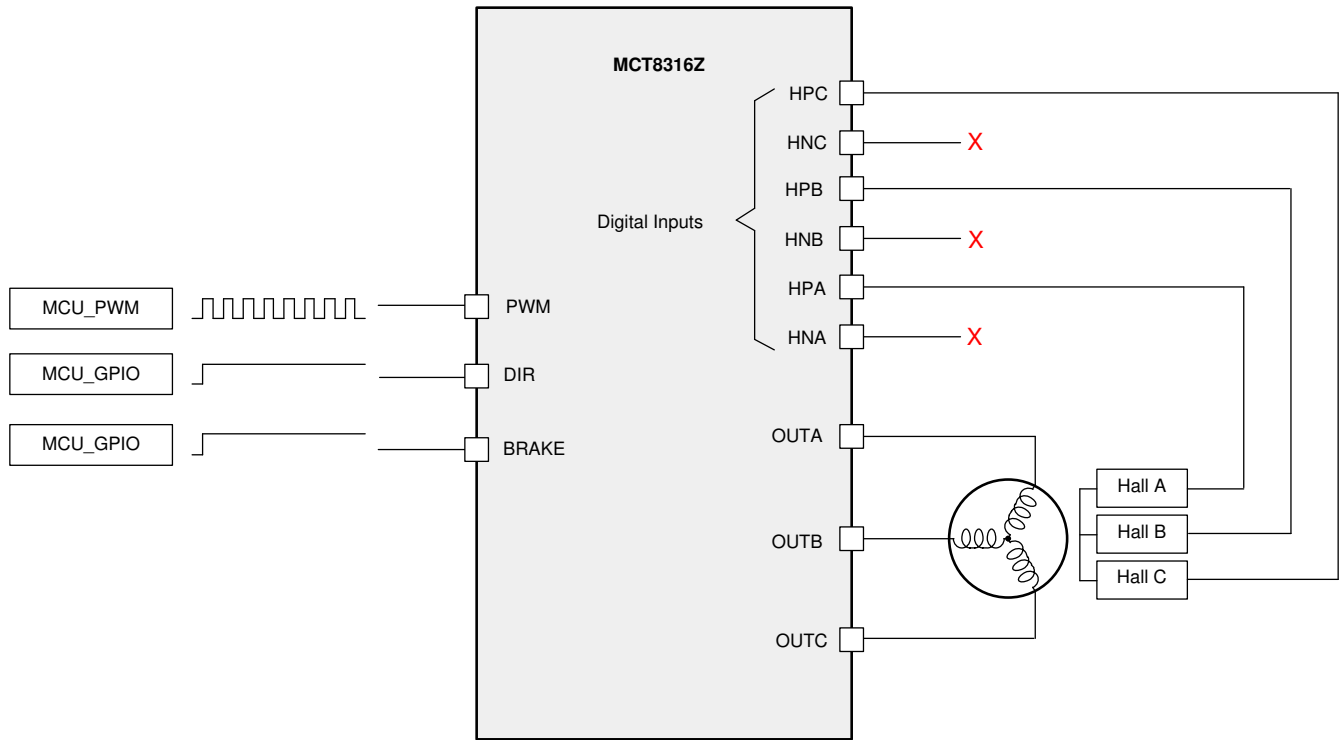 MCT8316Z
HPC
HNC
X
HPB
Digital Inputs
HNB
X
HPA
MCU_PWM
PWM
HNA
X
MCU_GPIO
DIR
MCU_GPIO
BRAKE
OUTA
Hall A
OUTB
Hall B
Hall C
OUTC